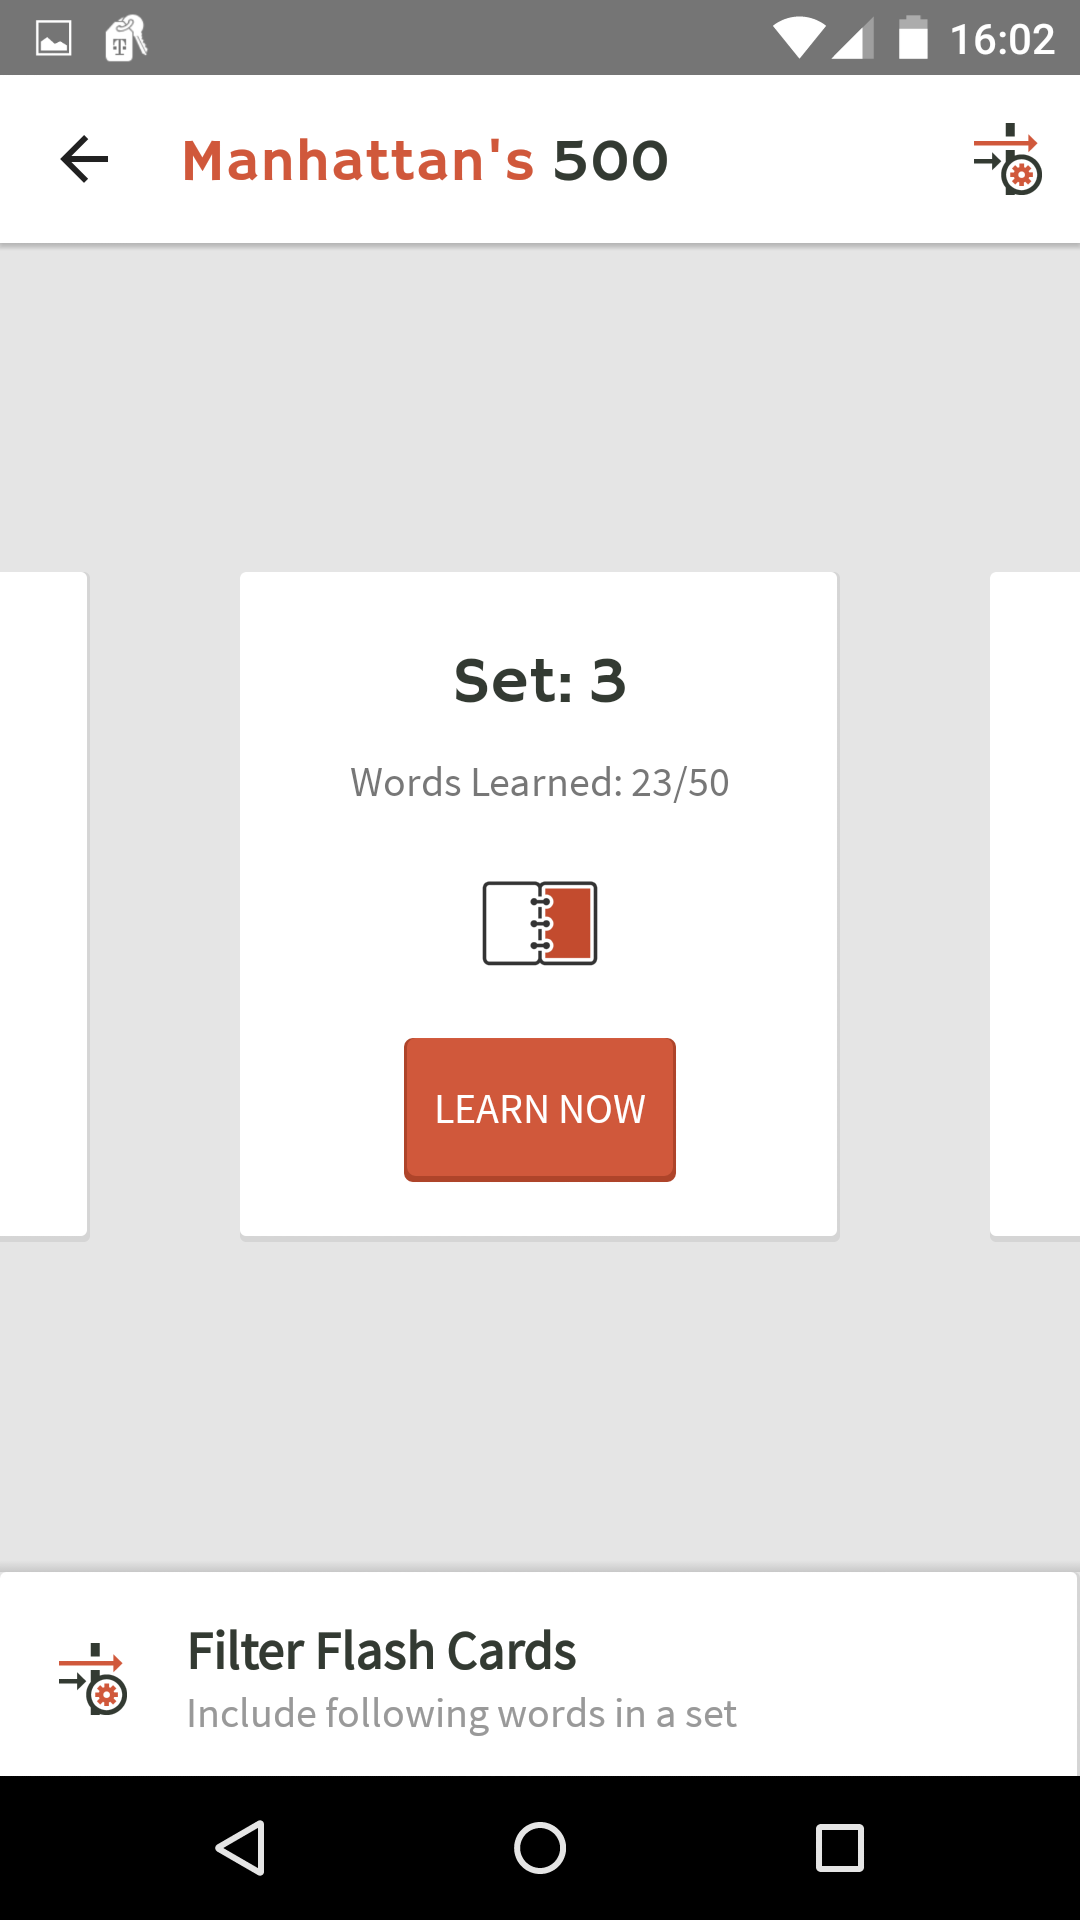 16:02
Manhattan's 500
Set: 3
Words Learned: 23/50
LEARN NOW
Filter Flash Cards
Include following words in a set